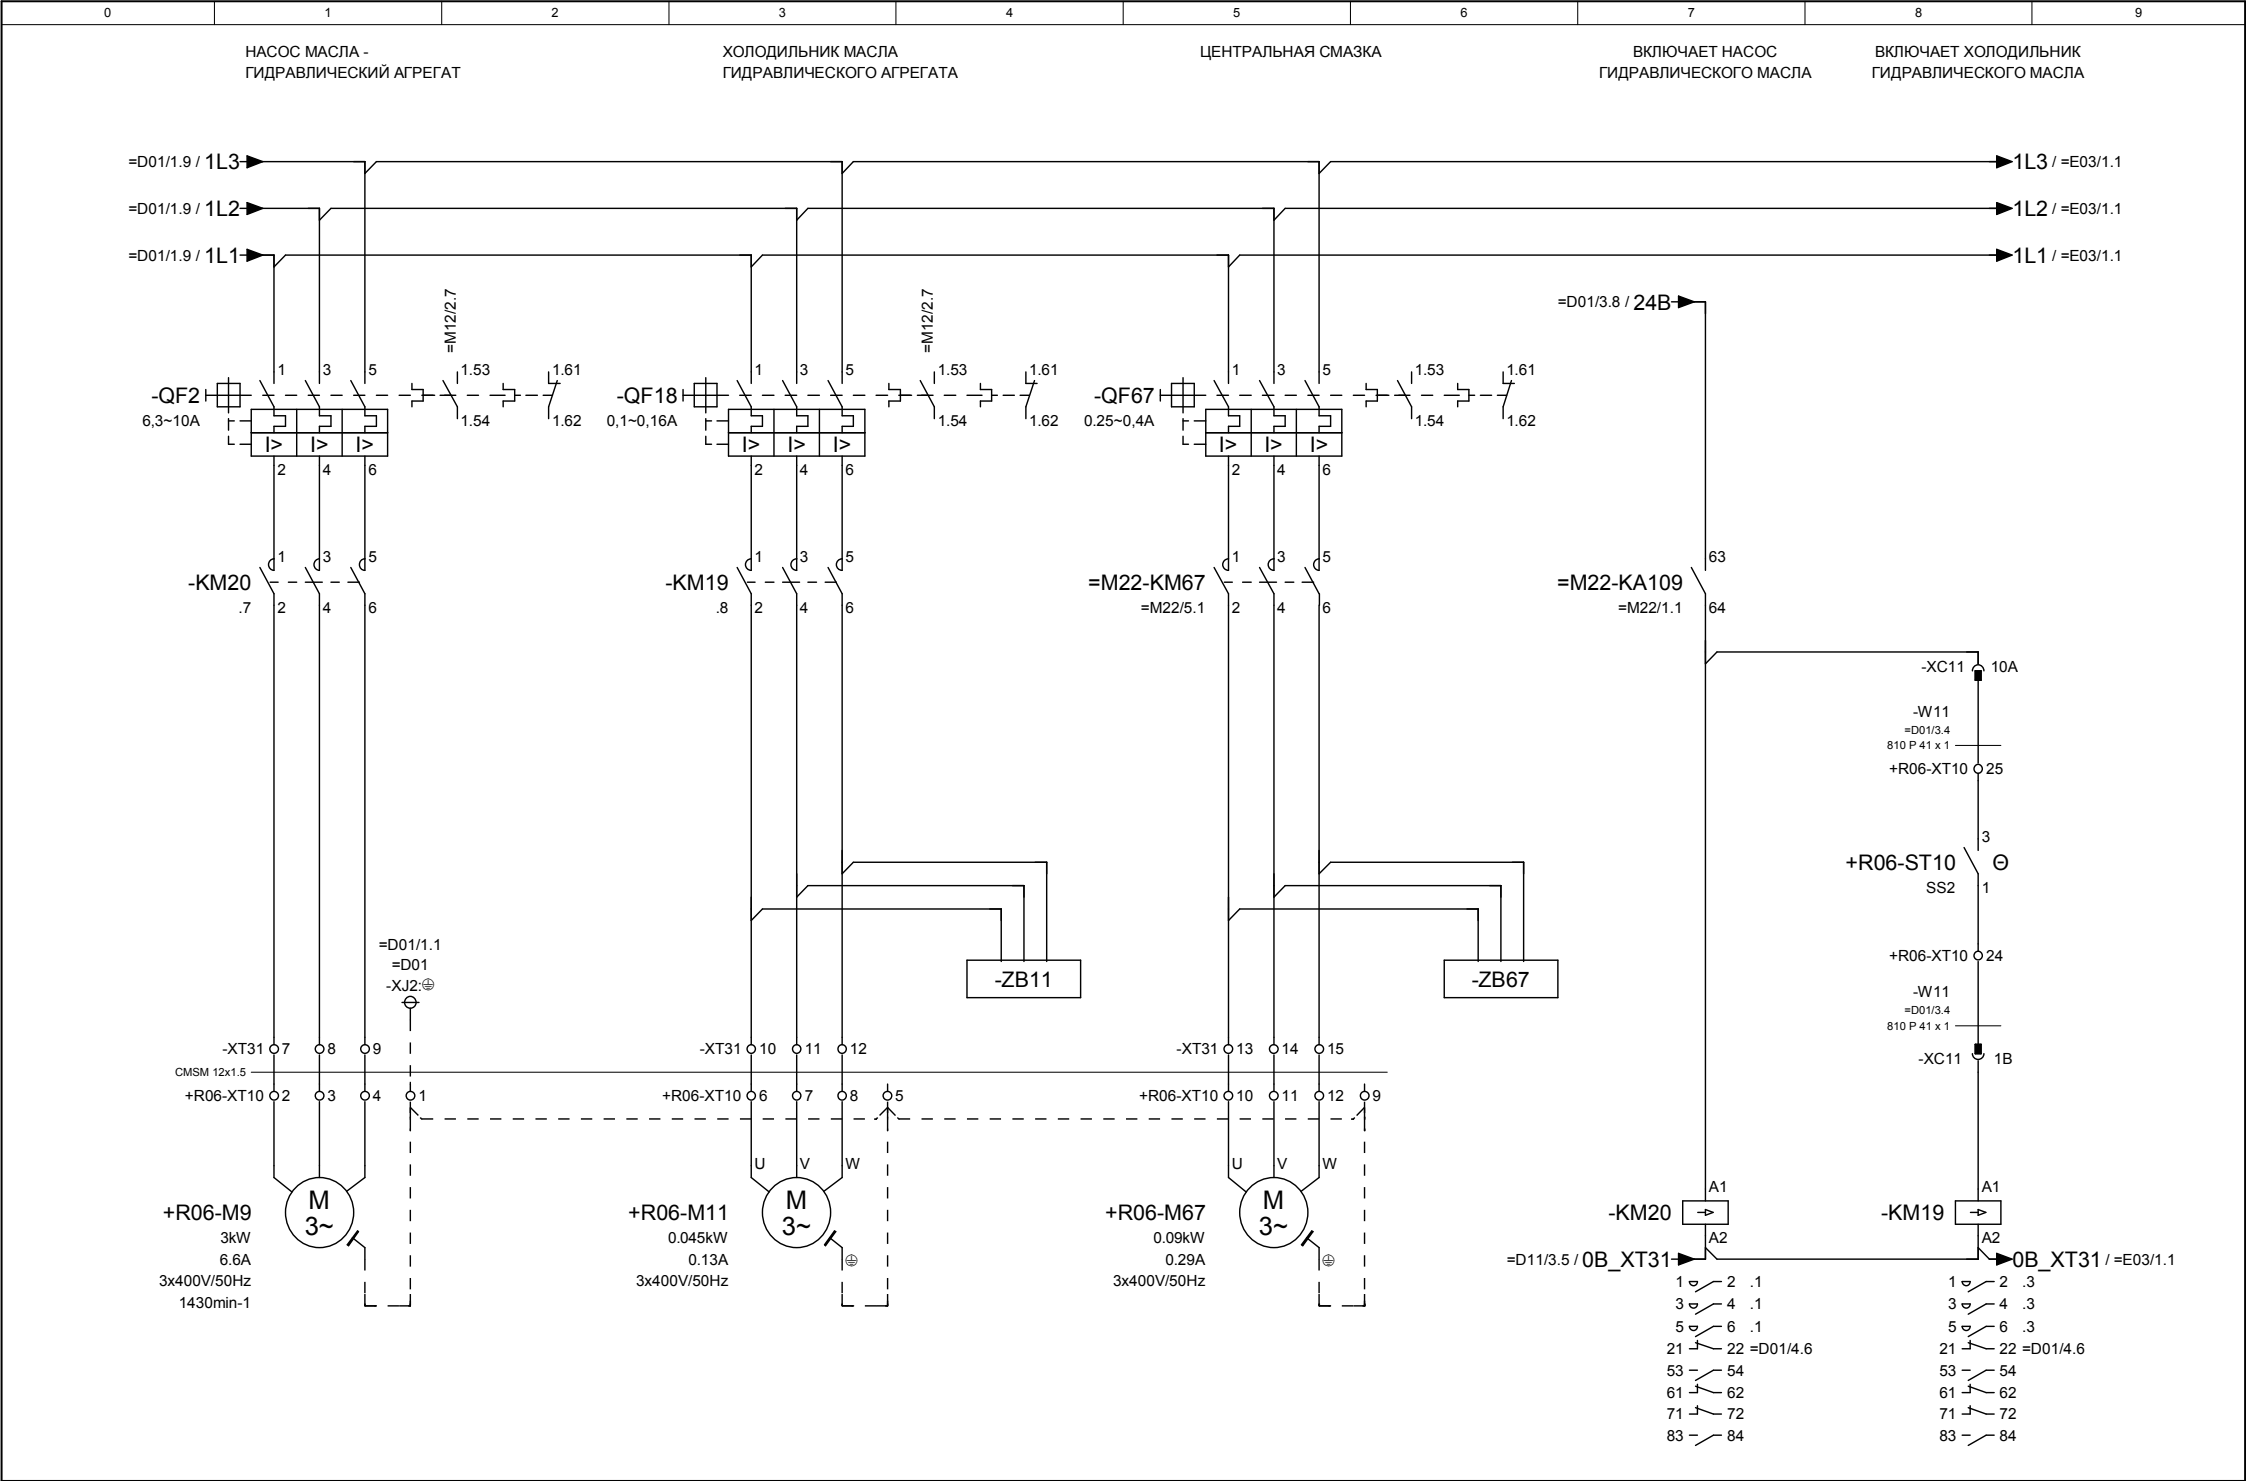 0 1 2 3 4 5 6 7 8 9
НАСОС МАСЛА -
ГИДРАВЛИЧЕСКИЙ АГРЕГАТ
ХОЛОДИЛЬНИК МАСЛА
ГИДРАВЛИЧЕСКОГО АГРЕГАТА
ЦЕНТРАЛЬНАЯ СМАЗКА
ВКЛЮЧАЕТ НАСОС
ГИДРАВЛИЧЕСКОГО МАСЛА
ВКЛЮЧАЕТ ХОЛОДИЛЬНИК
ГИДРАВЛИЧЕСКОГО МАСЛА
=D01/1.9 / 1L3
1L3 / =E03/1.1
=D01/1.9 / 1L2
1L2 / =E03/1.1
=D01/1.9 / 1L1
1L1 / =E03/1.1
=D01/3.8 / 24В
-QF2
6,3~10A
1 3 5
I> I> I>
2 4 6
=M12/2.7
1.53
1.54
1.61
1.62
-QF18
0,1~0,16A
1 3 5
I> I> I>
2 4 6
=M12/2.7
1.53
1.54
1.61
1.62
-QF67
0.25~0,4A
1 3 5
I> I> I>
2 4 6
1.53
1.54
1.61
1.62
-KM20
.7
1 3 5
2 4 6
-KM19
.8
1 3 5
2 4 6
=M22-KM67
=M22/5.1
1 3 5
2 4 6
=M22-KA109
=M22/1.1
63
64
-XC11 10A
-W11
=D01/3.4
810 P 41 x 1
+R06-XT10 25
+R06-ST10 Θ
SS2
3
1
+R06-XT10 24
-W11
=D01/3.4
810 P 41 x 1
-XC11 1B
-ZB11
-ZB67
=D01/1.1
=D01
-XJ2:
-XT31 7 8 9
-XT31 10 11 12
-XT31 13 14 15
CMSM 12x1.5
+R06-XT10 2 3 4 1
+R06-XT10 6 7 8 5
+R06-XT10 10 11 12 9
M
3~
+R06-M9
3kW
6.6A
3x400V/50Hz
1430min-1
U V W
M
3~
+R06-M11
0.045kW
0.13A
3x400V/50Hz
U V W
M
3~
+R06-M67
0.09kW
0.29A
3x400V/50Hz
A1
-KM20
A2
=D11/3.5 / 0B_XT31
1 2 .1
3 4 .1
5 6 .1
21 22 =D01/4.6
53 54
61 62
71 72
83 84
A1
-KM19
A2
0B_XT31 / =E03/1.1
1 2 .3
3 4 .3
5 6 .3
21 22 =D01/4.6
53 54
61 62
71 72
83 84